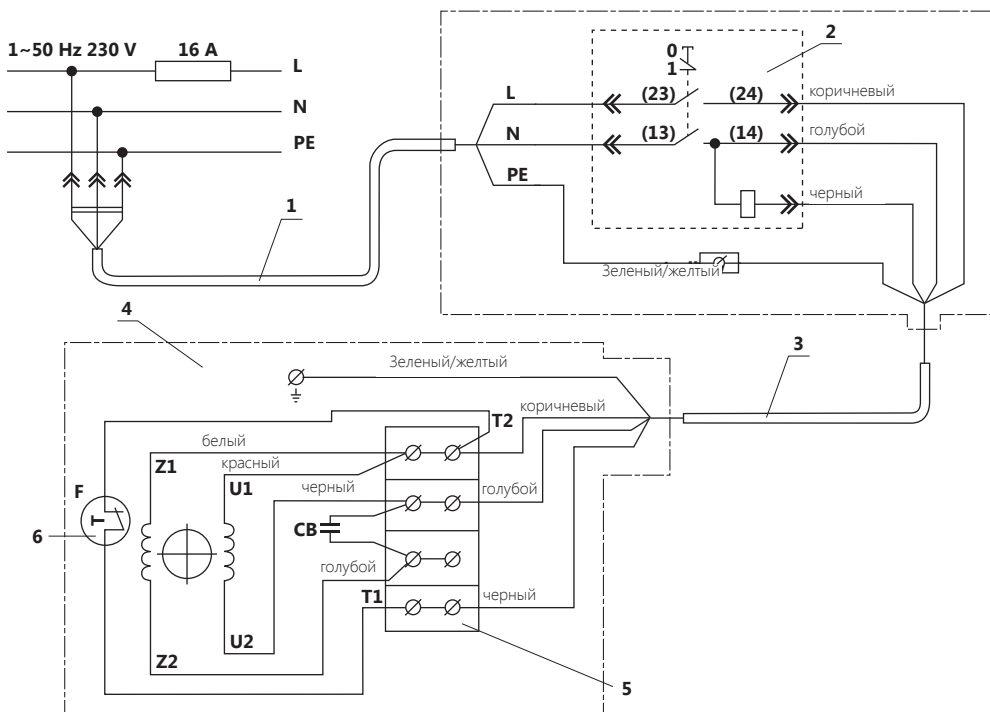 1~50 Hz 230 V
16 A
L
N
PE
1
2
0
1
L
(23)
(24)
коричневый
N
(13)
(14)
голубой
PE
черный
Зеленый/желтый
4
3
Зеленый/желтый
T2
коричневый
белый
Z1
красный
U1
F
черный
голубой
CB
T
6
голубой
T1
черный
U2
Z2
5